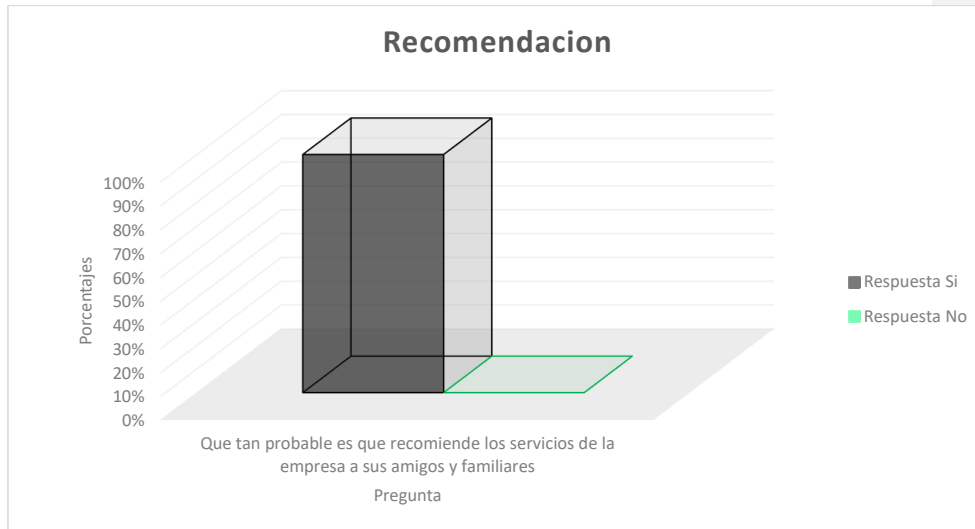 Recomendacion
100%
90%
80%
70%
60%
50%
40%
30%
20%
10%
0%
Porcentajes
Que tan probable es que recomiende los servicios de la
empresa a sus amigos y familiares
Pregunta
Respuesta Si
Respuesta No